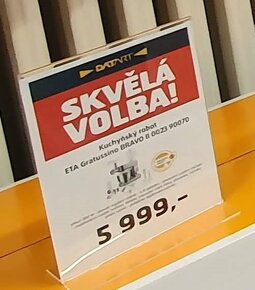 DATART
SKVĚLÁ
VOLBA!
Kuchyňský robot
ETA Gratussino BRAVO II 0023 90070
5 999,-